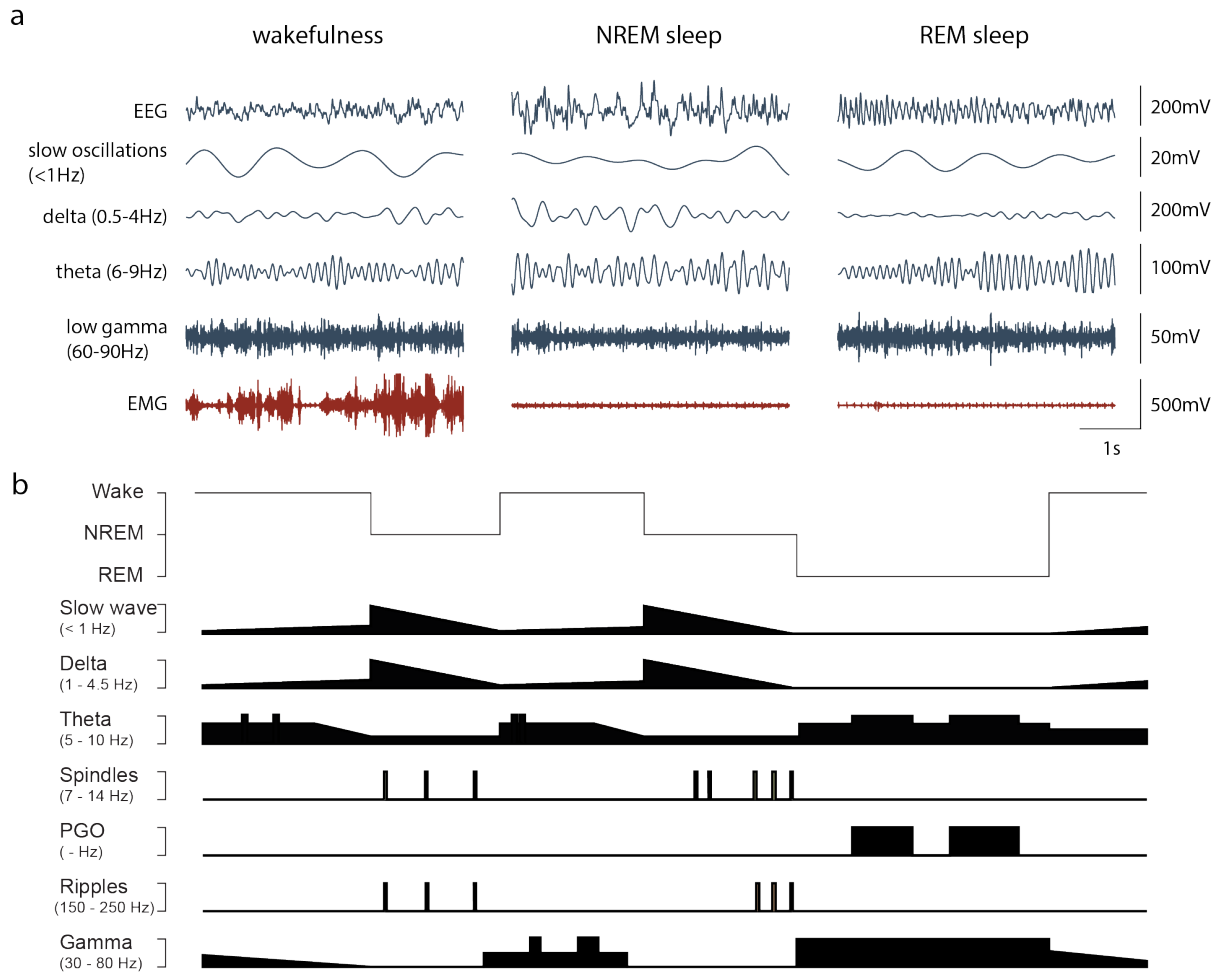 a
wakefulness NREM sleep REM sleep
EEG 200mV
slow oscillations
(<1Hz) 20mV
delta (0.5-4Hz) 200mV
theta (6-9Hz) 100mV
low gamma
(60-90Hz) 50mV
EMG 500mV
1s
b
Wake
NREM
REM
Slow wave
(< 1 Hz)
Delta
(1 - 4.5 Hz)
Theta
(5 - 10 Hz)
Spindles
(7 - 14 Hz)
PGO
( - Hz)
Ripples
(150 - 250 Hz)
Gamma
(30 - 80 Hz)